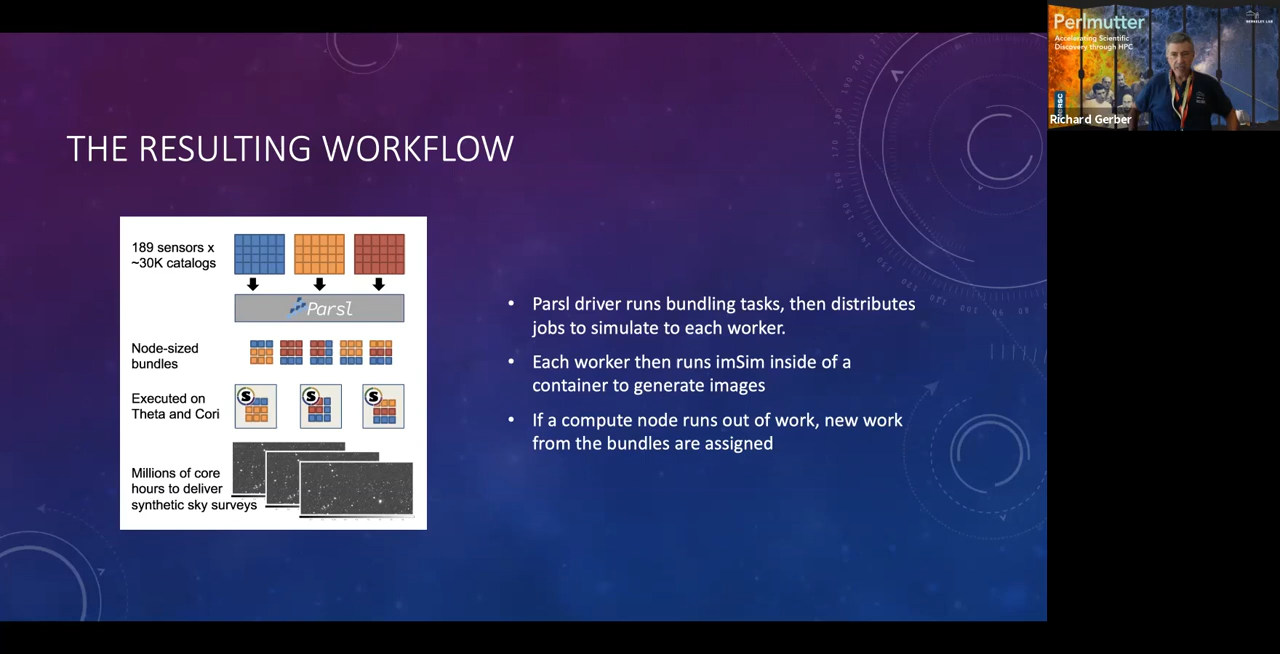 THE RESULTING WORKFLOW
189 sensors x
~30K catalogs
Parsl
Node-sized
bundles
Executed on
Theta and Cori
S
S
S
Millions of core
hours to deliver
synthetic sky surveys
• Parsl driver runs bundling tasks, then distributes
jobs to simulate to each worker.
• Each worker then runs imSim inside of a
container to generate images
• If a compute node runs out of work, new work
from the bundles are assigned
Perlmutter
Accelerating Scientific
Discovery through HPC
BERKELEY LAB
Richard Gerber